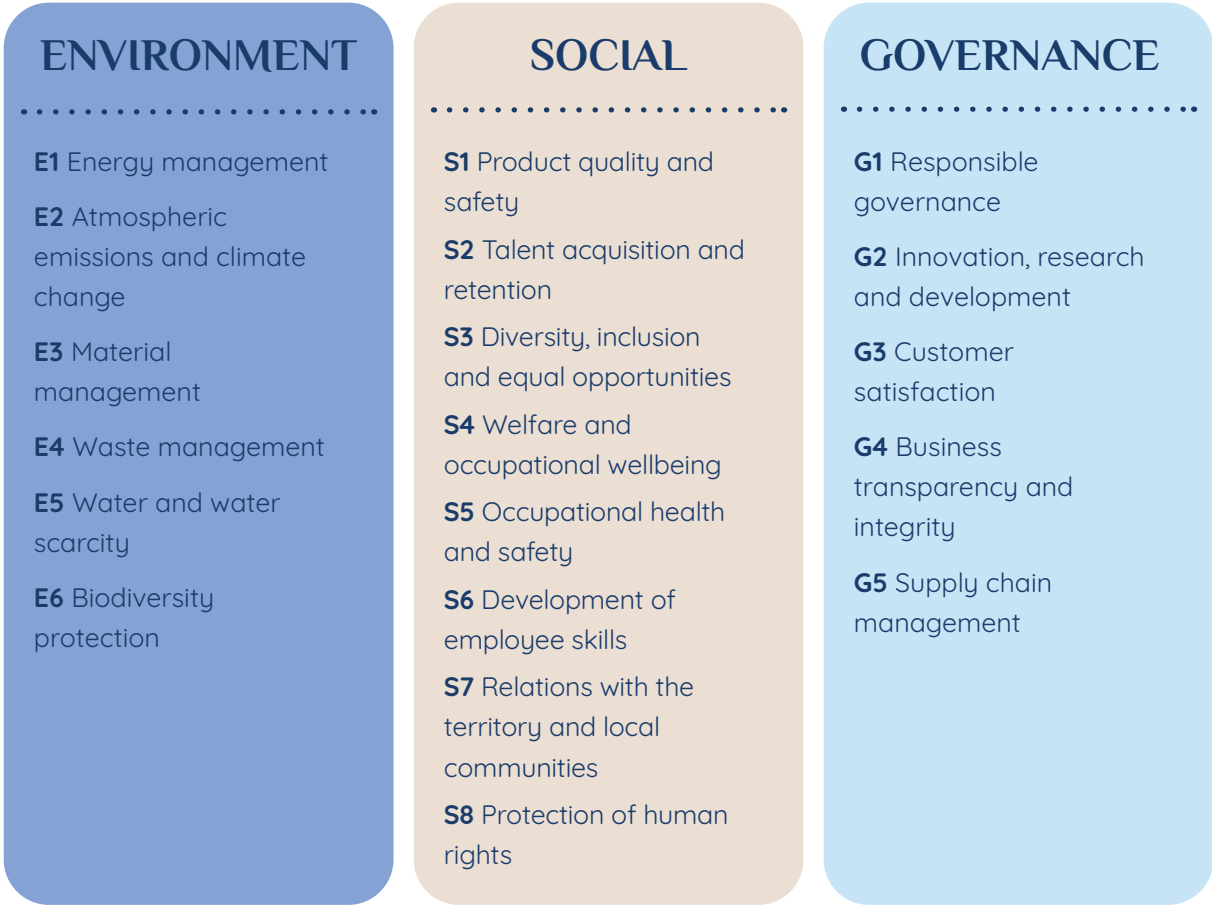 ENVIRONMENT
E1 Energy management
E2 Atmospheric
emissions and climate
change
E3 Material
management
E4 Waste management
E5 Water and water
scarcity
E6 Biodiversity
protection
SOCIAL
S1 Product quality and
safety
S2 Talent acquisition and
retention
S3 Diversity, inclusion
and equal opportunities
S4 Welfare and
occupational wellbeing
S5 Occupational health
and safety
S6 Development of
employee skills
S7 Relations with the
territory and local
communities
S8 Protection of human
rights
GOVERNANCE
G1 Responsible
governance
G2 Innovation, research
and development
G3 Customer
satisfaction
G4 Business
transparency and
integrity
G5 Supply chain
management